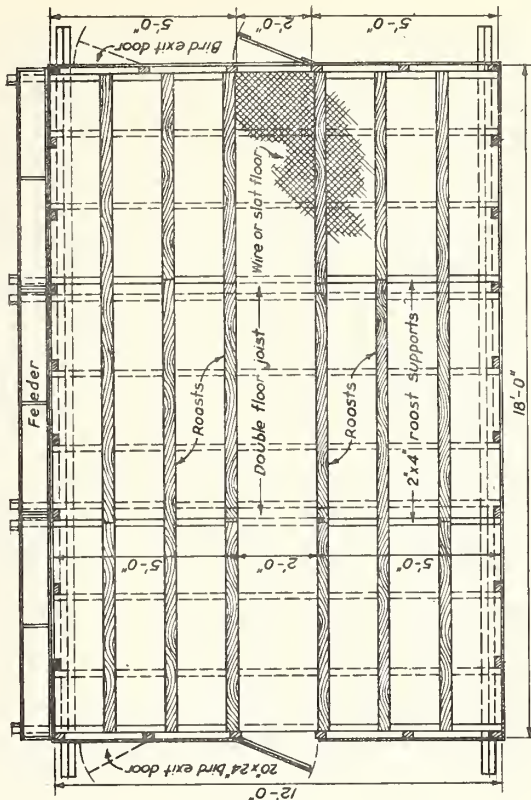 Bird exit door
5'-0"
2'-0"
5'-0"
Feeder
Wire or slat floor
Double floor joist
Roosts
Roosts
2"x4" roost supports
18'-0"
5'-0"
2'-0"
5'-0"
20"x24" bird exit door
12'-0"